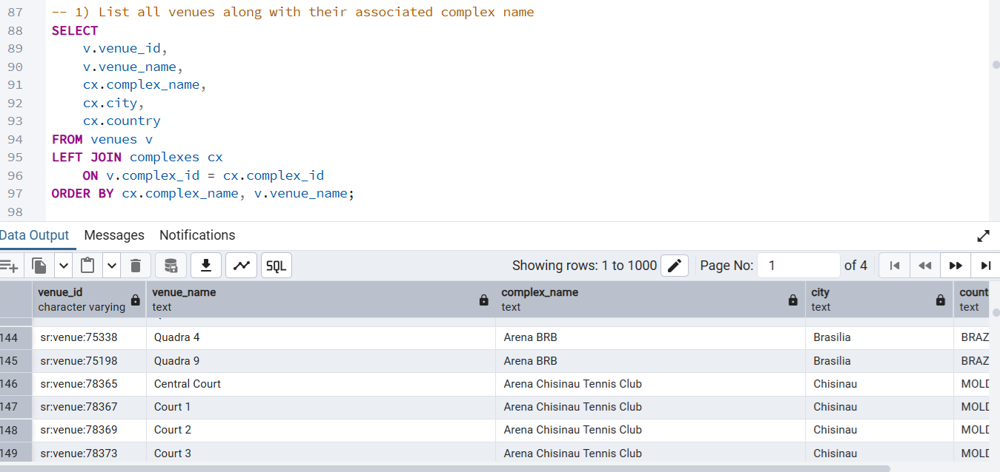 87 -- 1) List all venues along with their associated complex name
88 SELECT
89 v.venue_id,
90 v.venue_name,
91 cx.complex_name,
92 cx.city,
93 cx.country
94 FROM venues v
95 LEFT JOIN complexes cx
96 ON v.complex_id = cx.complex_id
97 ORDER BY cx.complex_name, v.venue_name;
98
Data Output Messages Notifications
SQL Showing rows: 1 to 1000 Page No: 1 of 4
venue_id venue_name complex_name city count
character varying text text text text
144 sr:venue:75338 Quadra 4 Arena BRB Brasilia BRAZ
145 sr:venue:75198 Quadra 9 Arena BRB Brasilia BRAZ
146 sr:venue:78365 Central Court Arena Chisinau Tennis Club Chisinau MOLD
147 sr:venue:78367 Court 1 Arena Chisinau Tennis Club Chisinau MOLD
148 sr:venue:78369 Court 2 Arena Chisinau Tennis Club Chisinau MOLD
149 sr:venue:78373 Court 3 Arena Chisinau Tennis Club Chisinau MOLD